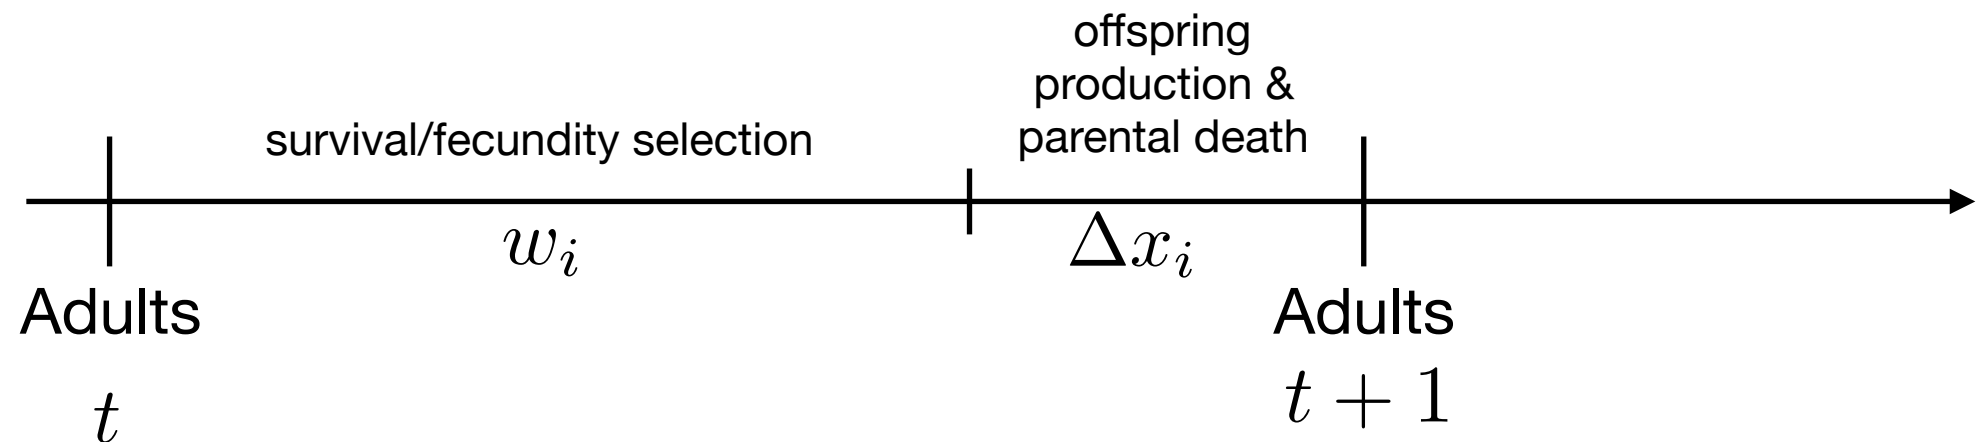 offspring
production &
parental death
survival/fecundity selection
w_i
Δx_i
Adults
Adults
t
t + 1